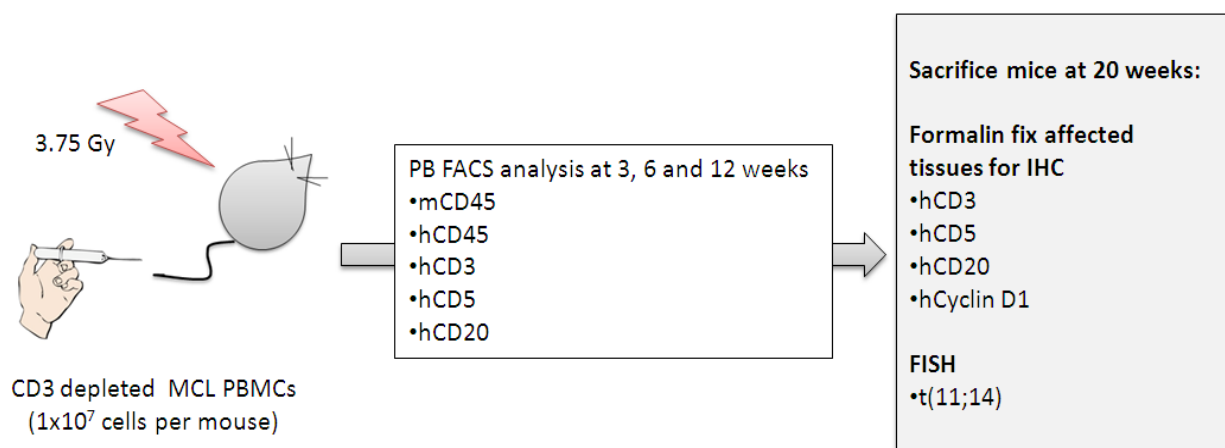 3.75 Gy
CD3 depleted MCL PBMCs
(1x10⁷ cells per mouse)
PB FACS analysis at 3, 6 and 12 weeks
•mCD45
•hCD45
•hCD3
•hCD5
•hCD20
Sacrifice mice at 20 weeks:
Formalin fix affected
tissues for IHC
•hCD3
•hCD5
•hCD20
•hCyclin D1
FISH
•t(11;14)